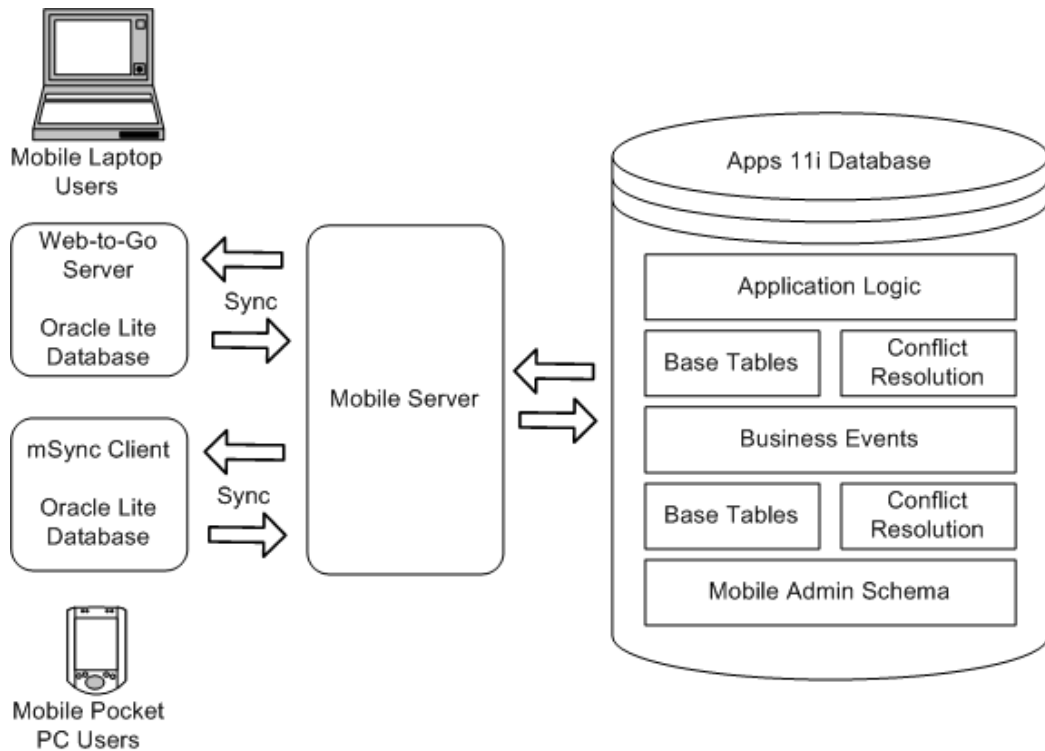 Mobile Laptop
Users
Web-to-Go
Server
Oracle Lite
Database
Sync
mSync Client
Oracle Lite
Database
Sync
Mobile Pocket
PC Users
Mobile Server
Apps 11i Database
Application Logic
Base Tables
Conflict
Resolution
Business Events
Base Tables
Conflict
Resolution
Mobile Admin Schema